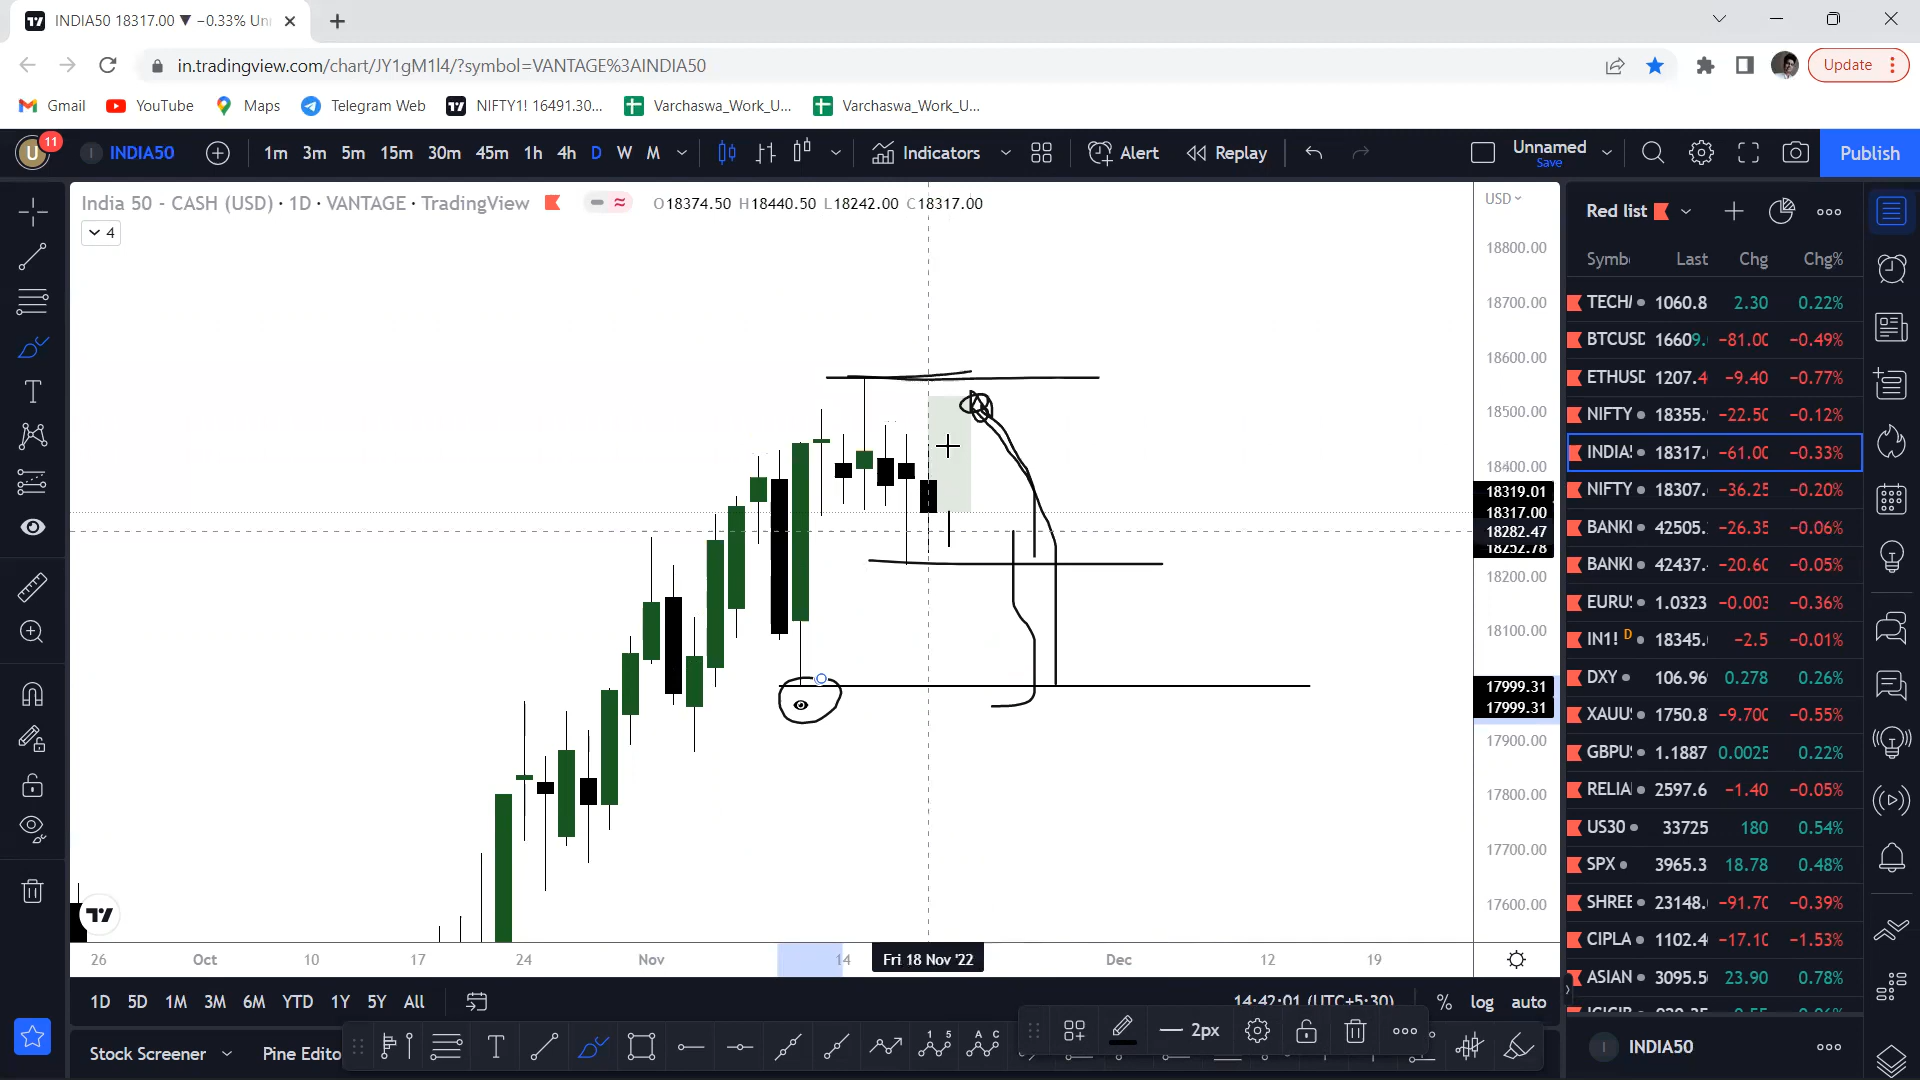 INDIA50 18317.00 ▼ −0.33% Un
in.tradingview.com/chart/JY1gM1l4/?symbol=VANTAGE%3AINDIA50
Update
Gmail YouTube Maps Telegram Web NIFTY1! 16491.30... Varchaswa_Work_U... Varchaswa_Work_U...
U 11 INDIA50 1m 3m 5m 15m 30m 45m 1h 4h D W M Indicators Alert Replay Unnamed Save Publish
India 50 - CASH (USD) · 1D · VANTAGE · TradingView O18374.50 H18440.50 L18242.00 C18317.00
4
USD
18800.00
18700.00
18600.00
18500.00
18400.00
18319.01
18317.00
18282.47
18252.78
18200.00
18100.00
17999.31
17999.31
17900.00
17800.00
17700.00
17600.00
26 Oct 10 17 24 Nov 14 Fri 18 Nov '22 Dec 12 19
1D 5D 1M 3M 6M YTD 1Y 5Y All 14:42:01 (UTC+5:30) % log auto
Stock Screener Pine Edito T 1 5 A C 2px
Red list
Symb Last Chg Chg%
TECH 1060.8 2.30 0.22%
BTCUSD 16609. −81.00 −0.49%
ETHUSD 1207.4 −9.40 −0.77%
NIFTY 18355. −22.50 −0.12%
INDIA 18317. −61.00 −0.33%
NIFTY 18307. −36.25 −0.20%
BANKI 42505. −26.35 −0.06%
BANKI 42437. −20.60 −0.05%
EURU 1.0323 −0.003 −0.36%
IN1! D 18345. −2.5 −0.01%
DXY 106.96 0.278 0.26%
XAUU 1750.8 −9.700 −0.55%
GBPU 1.1887 0.0025 0.22%
RELIA 2597.6 −1.40 −0.05%
US30 33725 180 0.54%
SPX 3965.3 18.78 0.48%
SHREE 23148. −91.70 −0.39%
CIPLA 1102.4 −17.10 −1.53%
ASIAN 3095.5 23.90 0.78%
INDIA50